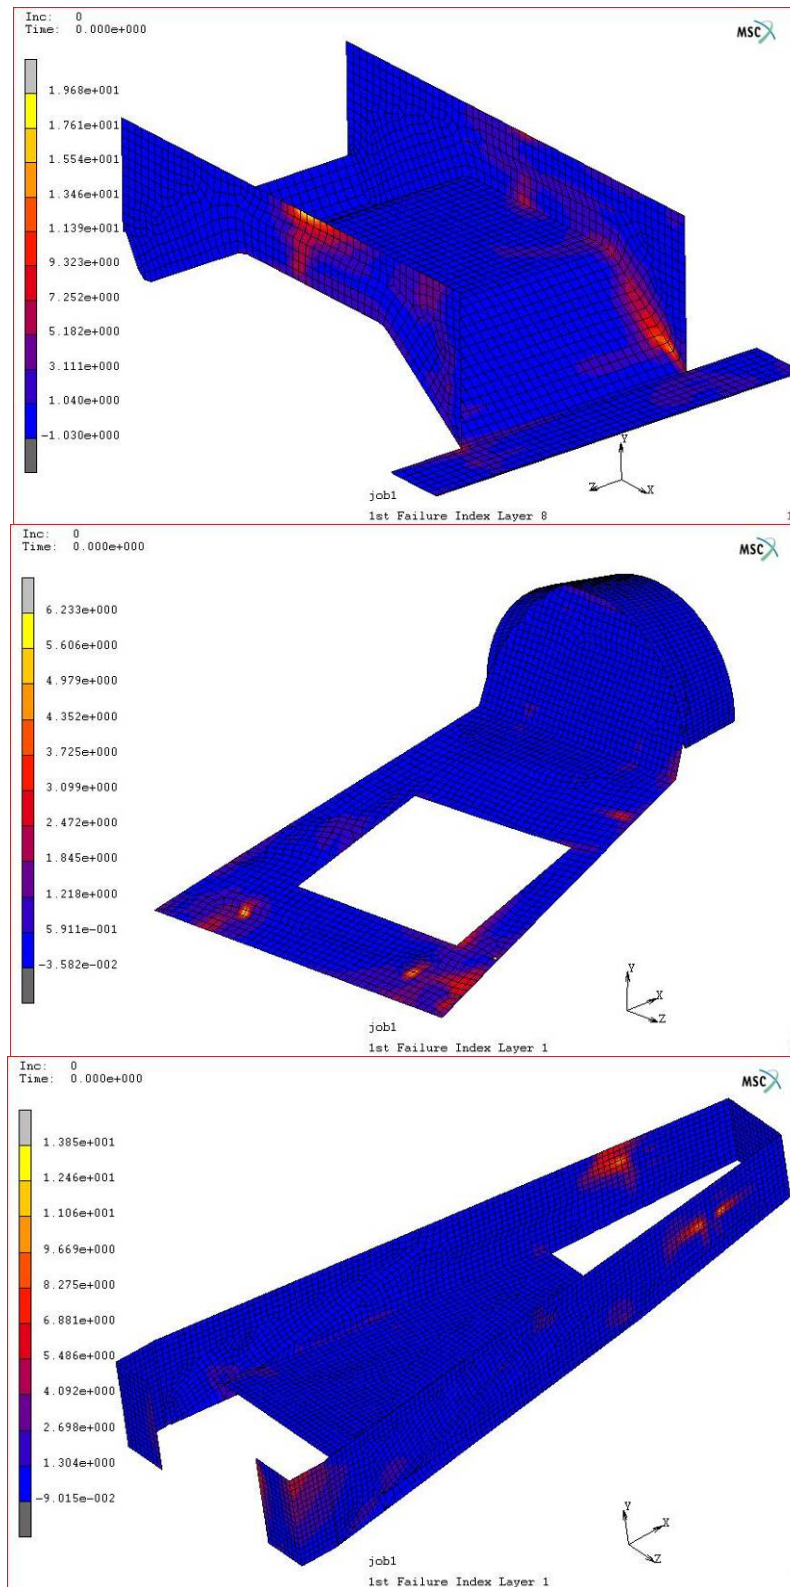 Inc: 0
Time: 0.000e+000
MSC
1.968e+001
1.761e+001
1.554e+001
1.346e+001
1.139e+001
9.323e+000
7.252e+000
5.182e+000
3.111e+000
1.040e+000
-1.030e+000
Y
Z
X
job1
1st Failure Index Layer 8
1
Inc: 0
Time: 0.000e+000
MSC
6.233e+000
5.606e+000
4.979e+000
4.352e+000
3.725e+000
3.099e+000
2.472e+000
1.845e+000
1.218e+000
5.911e-001
-3.582e-002
Y
X
Z
job1
1st Failure Index Layer 1
Inc: 0
Time: 0.000e+000
MSC
1.385e+001
1.246e+001
1.106e+001
9.669e+000
8.275e+000
6.881e+000
5.486e+000
4.092e+000
2.698e+000
1.304e+000
-9.015e-002
Y
X
Z
job1
1st Failure Index Layer 1